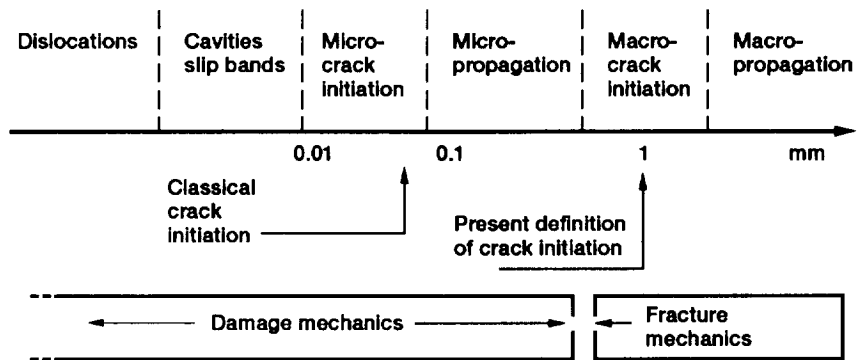 Dislocations
Cavities
slip bands
Micro-
crack
initiation
Micro-
propagation
Macro-
crack
initiation
Macro-
propagation
0.01
0.1
1
mm
Classical
crack
initiation
Present definition
of crack initiation
Damage mechanics
Fracture
mechanics